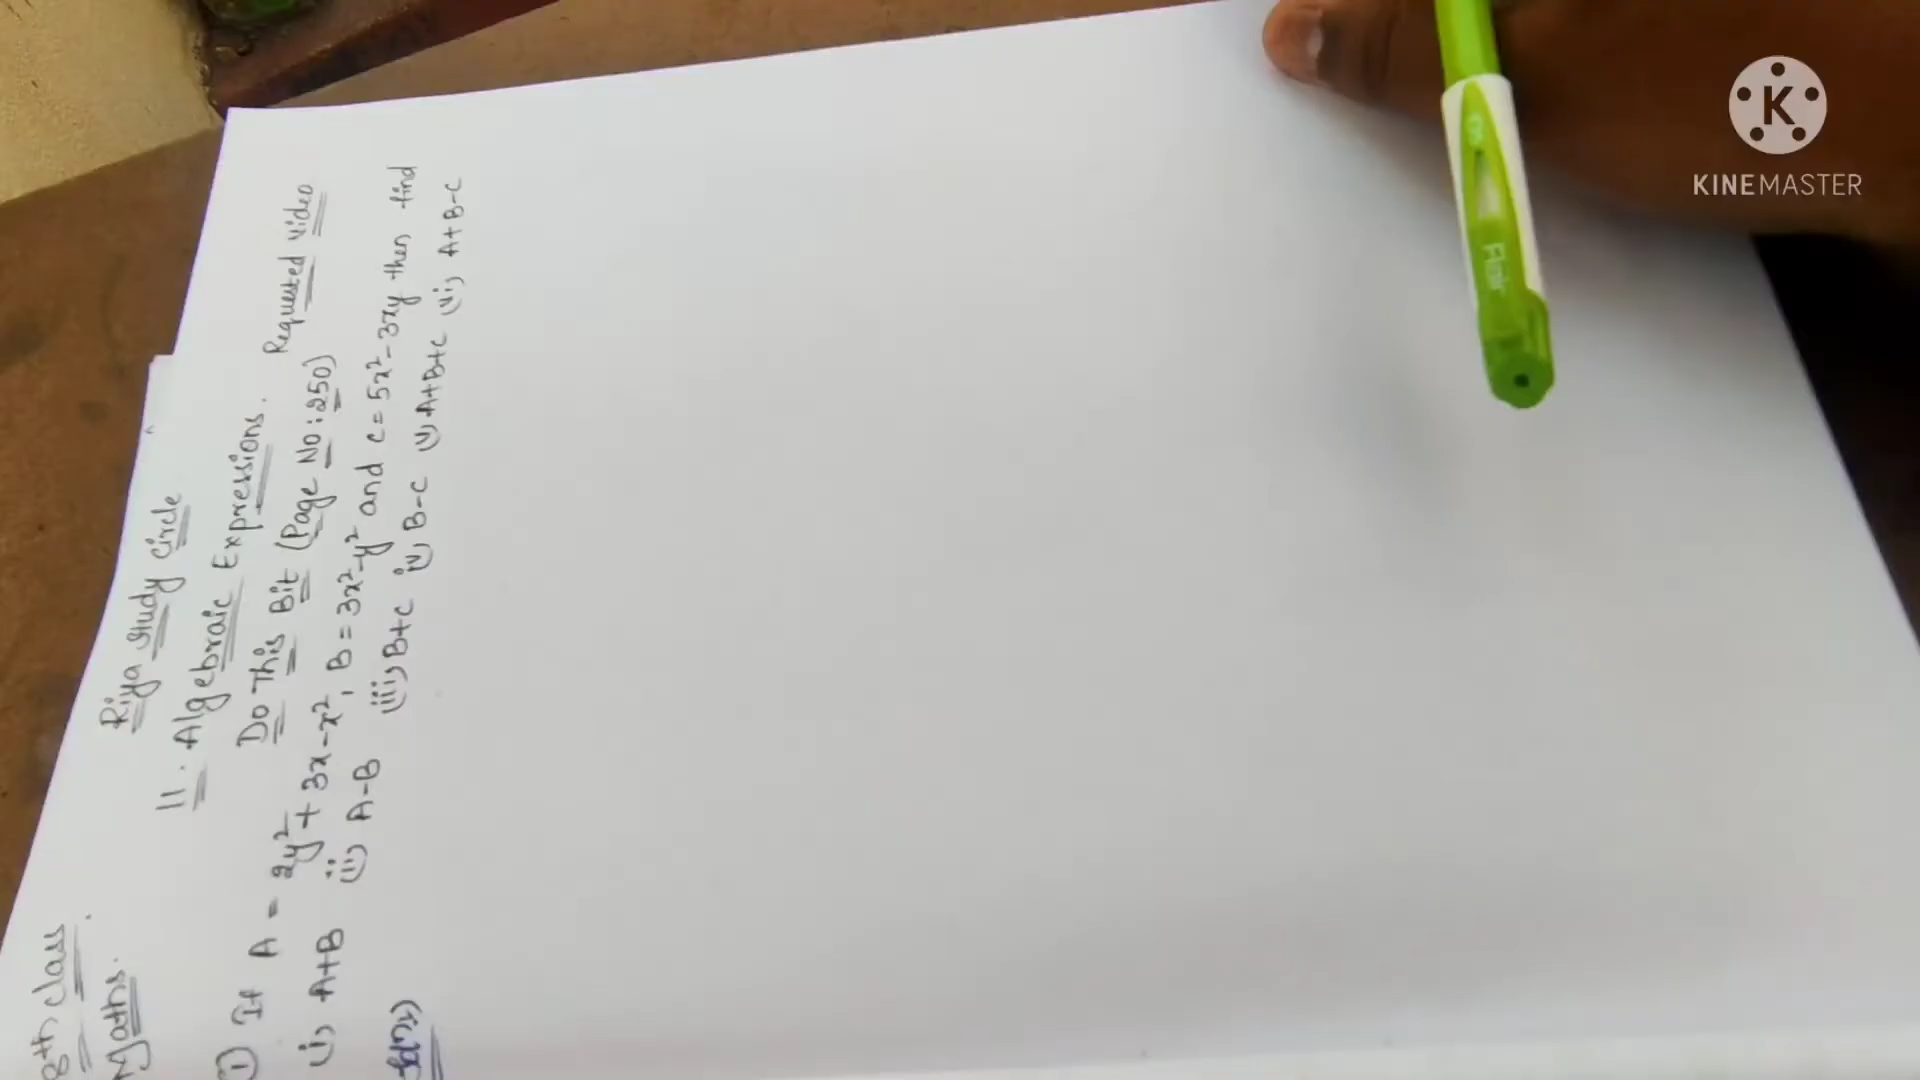 Riya Study Circle
8th class
Maths.
11. Algebraic Expressions. Requested video
Do This Bit (Page No: 250)
1) If A = 2y² + 3x - x², B = 3x² - y² and C = 5x² - 3xy then find
(i) A+B (ii) A-B (iii) B+C (iv) B-C (v) A+B+C (vi) A+B-C
Flair
K
KINEMASTER